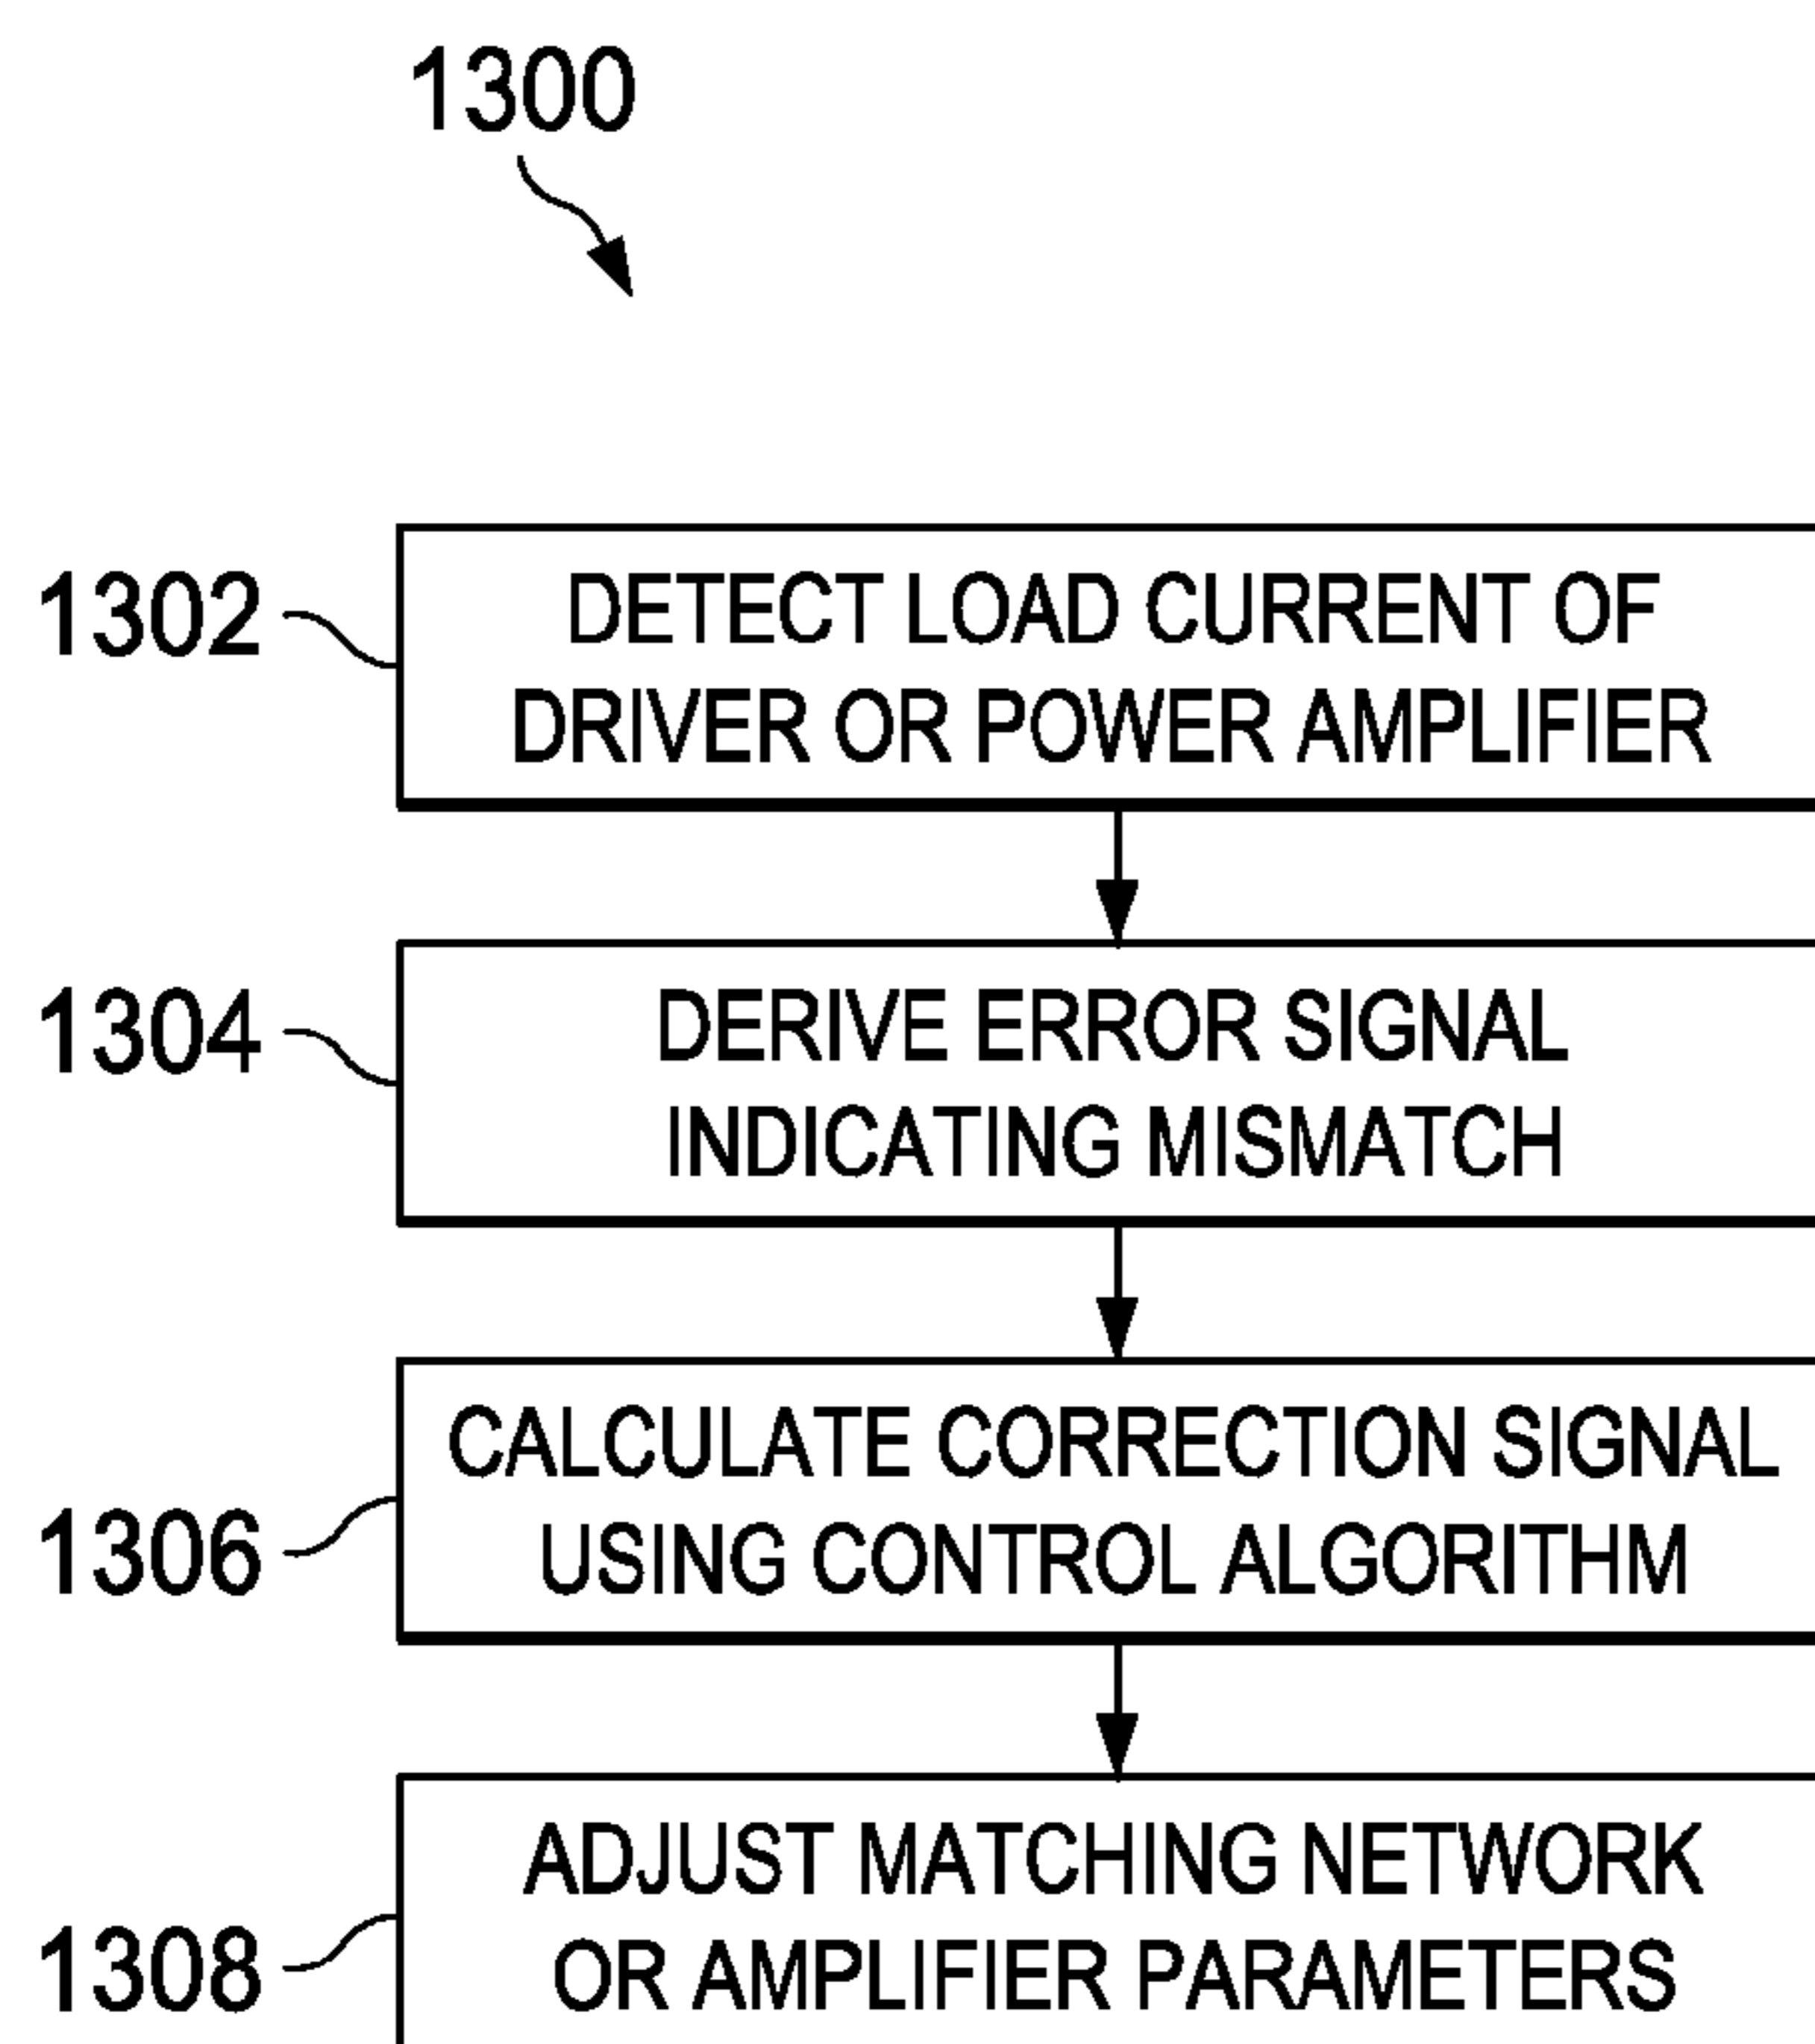 1300
1302
DETECT LOAD CURRENT OF
DRIVER OR POWER AMPLIFIER
1304
DERIVE ERROR SIGNAL
INDICATING MISMATCH
CALCULATE CORRECTION SIGNAL
USING CONTROL ALGORITHM
1306
ADJUST MATCHING NETWORK
OR AMPLIFIER PARAMETERS
1308